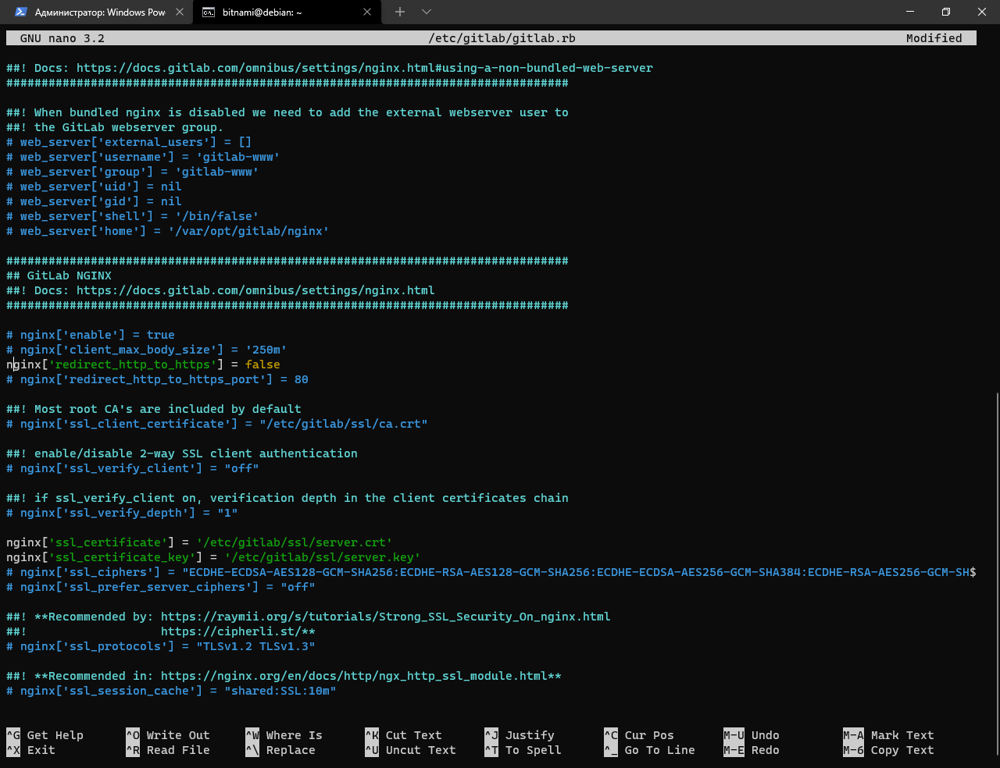 Администратор: Windows Pow
bitnami@debian: ~
GNU nano 3.2 /etc/gitlab/gitlab.rb Modified
##! Docs: https://docs.gitlab.com/omnibus/settings/nginx.html#using-a-non-bundled-web-server
################################################################################
##! When bundled nginx is disabled we need to add the external webserver user to
##! the GitLab webserver group.
# web_server['external_users'] = []
# web_server['username'] = 'gitlab-www'
# web_server['group'] = 'gitlab-www'
# web_server['uid'] = nil
# web_server['gid'] = nil
# web_server['shell'] = '/bin/false'
# web_server['home'] = '/var/opt/gitlab/nginx'
################################################################################
## GitLab NGINX
##! Docs: https://docs.gitlab.com/omnibus/settings/nginx.html
################################################################################
# nginx['enable'] = true
# nginx['client_max_body_size'] = '250m'
nginx['redirect_http_to_https'] = false
# nginx['redirect_http_to_https_port'] = 80
##! Most root CA's are included by default
# nginx['ssl_client_certificate'] = "/etc/gitlab/ssl/ca.crt"
##! enable/disable 2-way SSL client authentication
# nginx['ssl_verify_client'] = "off"
##! if ssl_verify_client on, verification depth in the client certificates chain
# nginx['ssl_verify_depth'] = "1"
nginx['ssl_certificate'] = '/etc/gitlab/ssl/server.crt'
nginx['ssl_certificate_key'] = '/etc/gitlab/ssl/server.key'
# nginx['ssl_ciphers'] = "ECDHE-ECDSA-AES128-GCM-SHA256:ECDHE-RSA-AES128-GCM-SHA256:ECDHE-ECDSA-AES256-GCM-SHA384:ECDHE-RSA-AES256-GCM-SH$
# nginx['ssl_prefer_server_ciphers'] = "off"
##! **Recommended by: https://raymii.org/s/tutorials/Strong_SSL_Security_On_nginx.html
##! https://cipherli.st/**
# nginx['ssl_protocols'] = "TLSv1.2 TLSv1.3"
##! **Recommended in: https://nginx.org/en/docs/http/ngx_http_ssl_module.html**
# nginx['ssl_session_cache'] = "shared:SSL:10m"
^G Get Help ^O Write Out ^W Where Is ^K Cut Text ^J Justify ^C Cur Pos M-U Undo M-A Mark Text
^X Exit ^R Read File ^\ Replace ^U Uncut Text ^T To Spell ^_ Go To Line M-E Redo M-6 Copy Text